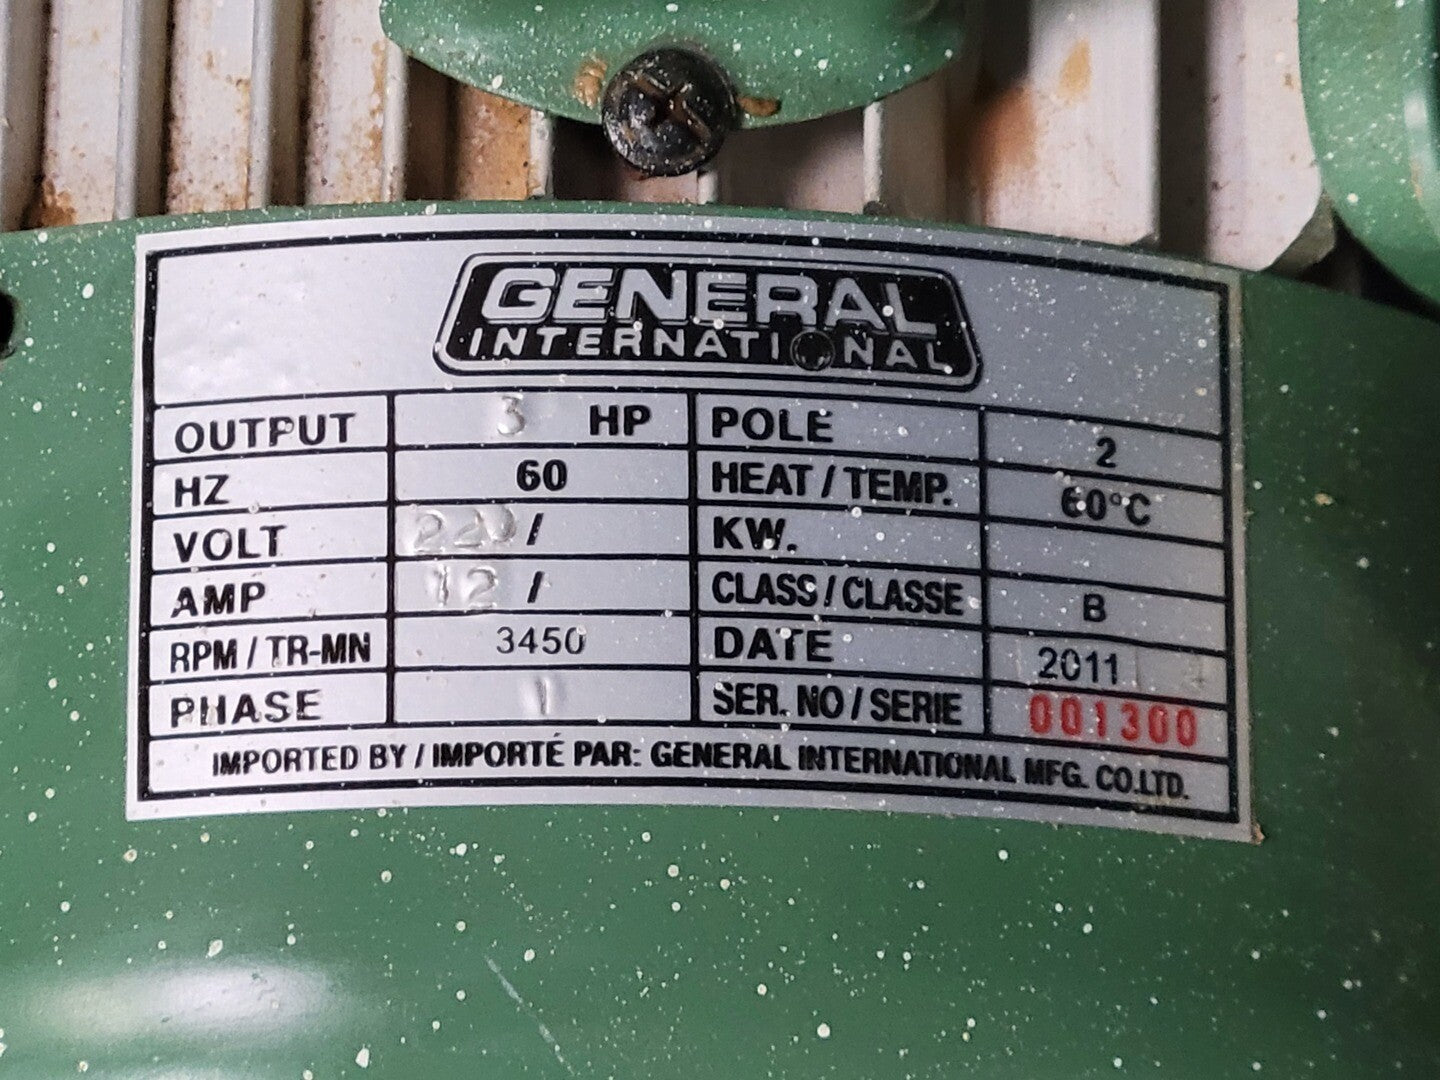 GENERAL
INTERNATIONAL
OUTPUT 3 HP POLE 2
HZ 60 HEAT / TEMP. 60°C
VOLT 220 / KW.
AMP 12 / CLASS / CLASSE B
RPM / TR-MN 3450 DATE 2011
PHASE 1 SER. NO / SERIE 001300
IMPORTED BY / IMPORTÉ PAR: GENERAL INTERNATIONAL MFG. CO.LTD.